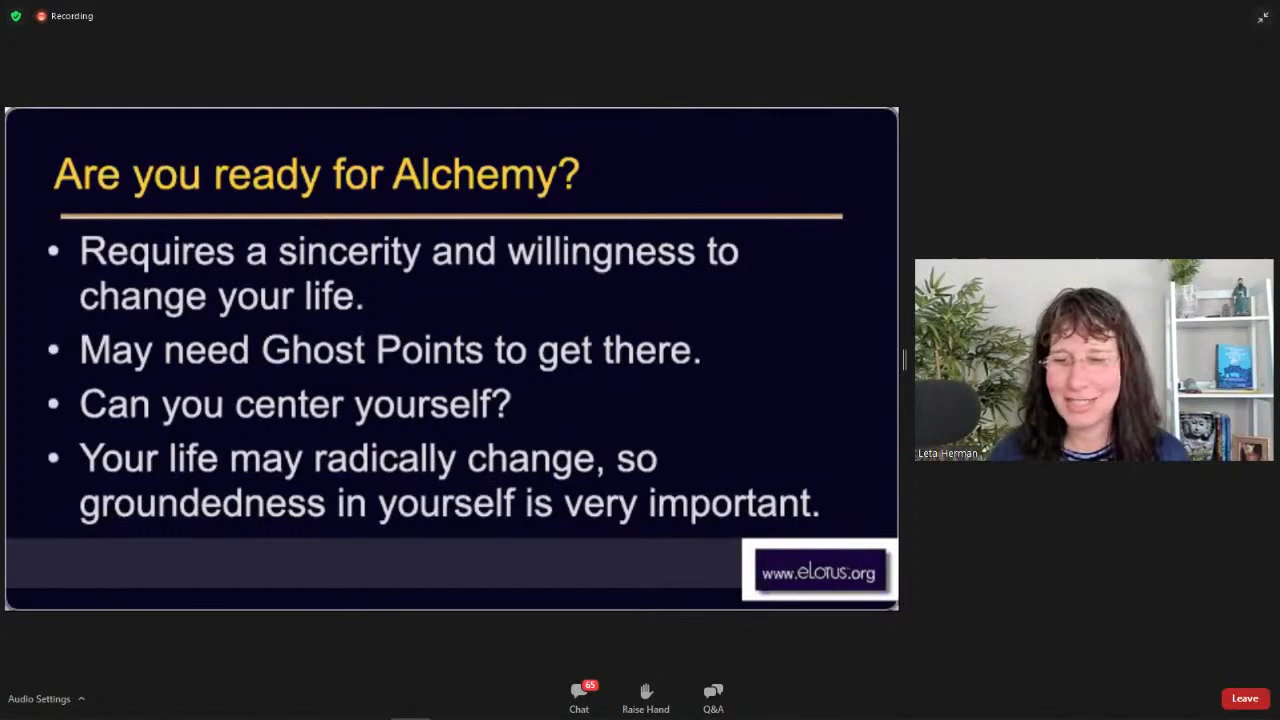 Recording
Are you ready for Alchemy?
• Requires a sincerity and willingness to
change your life.
• May need Ghost Points to get there.
• Can you center yourself?
• Your life may radically change, so
groundedness in yourself is very important.
www.eLotus.org
Leta Herman
Audio Settings
65
Chat
Raise Hand
Q&A
Leave